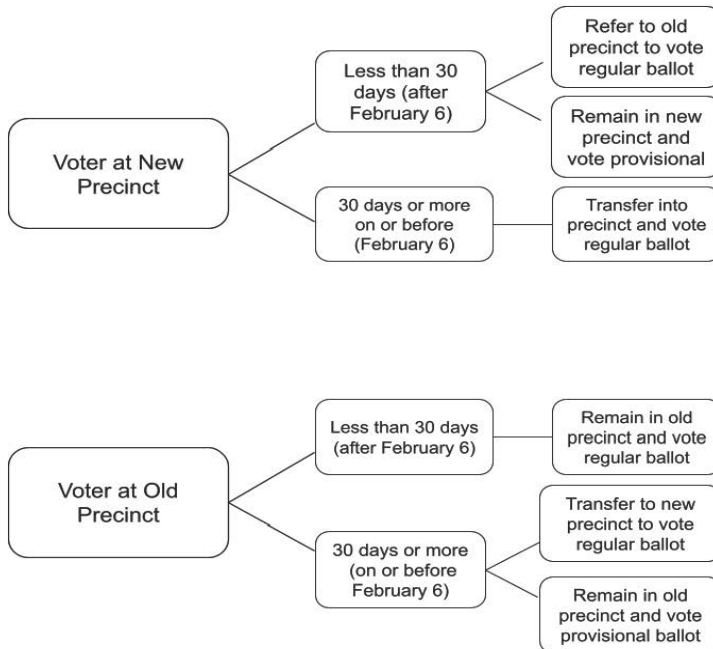 Voter at New
Precinct
Less than 30
days (after
February 6)
Refer to old
precinct to vote
regular ballot
Remain in new
precinct and
vote provisional
30 days or more
on or before
(February 6)
Transfer into
precinct and vote
regular ballot
Voter at Old
Precinct
Less than 30 days
(after February 6)
Remain in old
precinct and vote
regular ballot
30 days or more
(on or before
February 6)
Transfer to new
precinct to vote
regular ballot
Remain in old
precinct and vote
provisional ballot